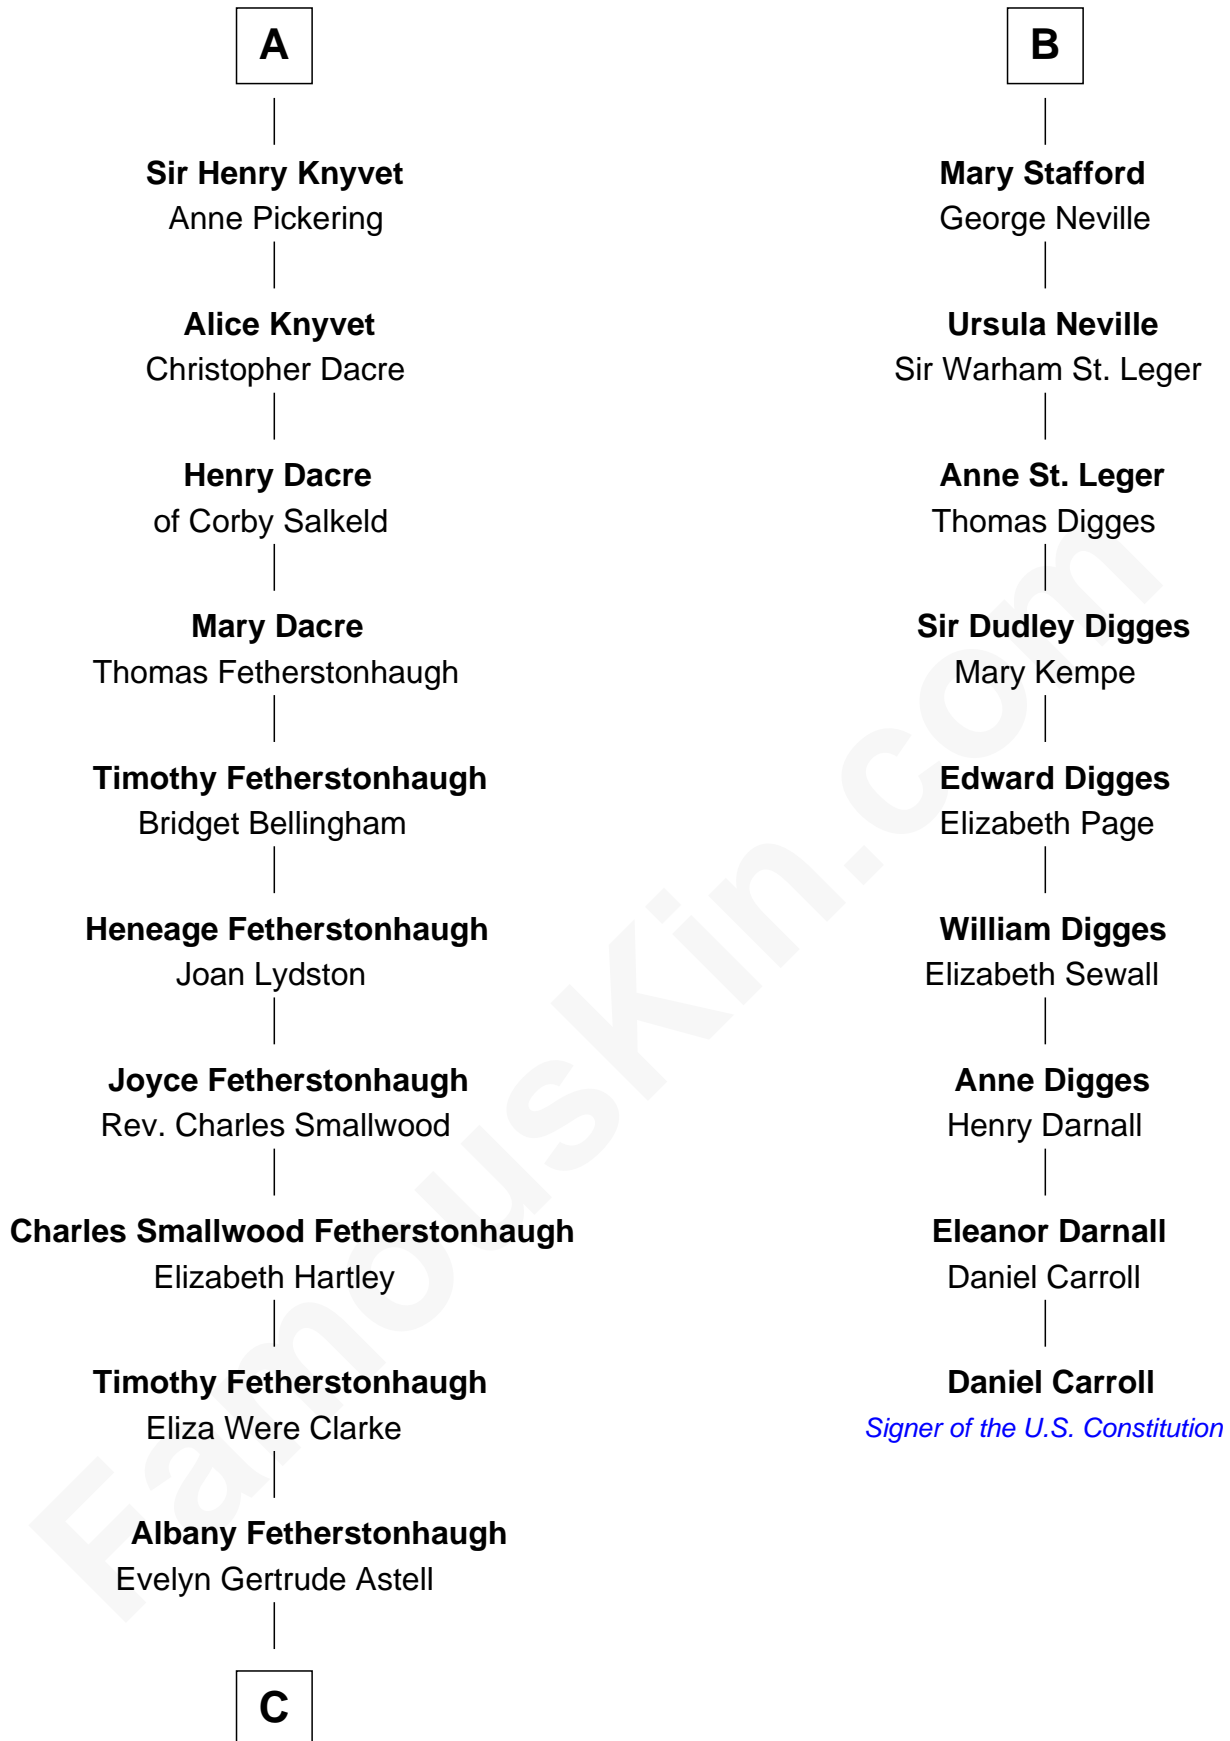 A
Sir Henry Knyvet
Anne Pickering
Alice Knyvet
Christopher Dacre
Henry Dacre
of Corby Salkeld
Mary Dacre
Thomas Fetherstonhaugh
Timothy Fetherstonhaugh
Bridget Bellingham
Heneage Fetherstonhaugh
Joan Lydston
Joyce Fetherstonhaugh
Rev. Charles Smallwood
Charles Smallwood Fetherstonhaugh
Elizabeth Hartley
Timothy Fetherstonhaugh
Eliza Were Clarke
Albany Fetherstonhaugh
Evelyn Gertrude Astell
C
B
Mary Stafford
George Neville
Ursula Neville
Sir Warham St. Leger
Anne St. Leger
Thomas Digges
Sir Dudley Digges
Mary Kempe
Edward Digges
Elizabeth Page
William Digges
Elizabeth Sewall
Anne Digges
Henry Darnall
Eleanor Darnall
Daniel Carroll
Daniel Carroll
Signer of the U.S. Constitution
FamousKin.com